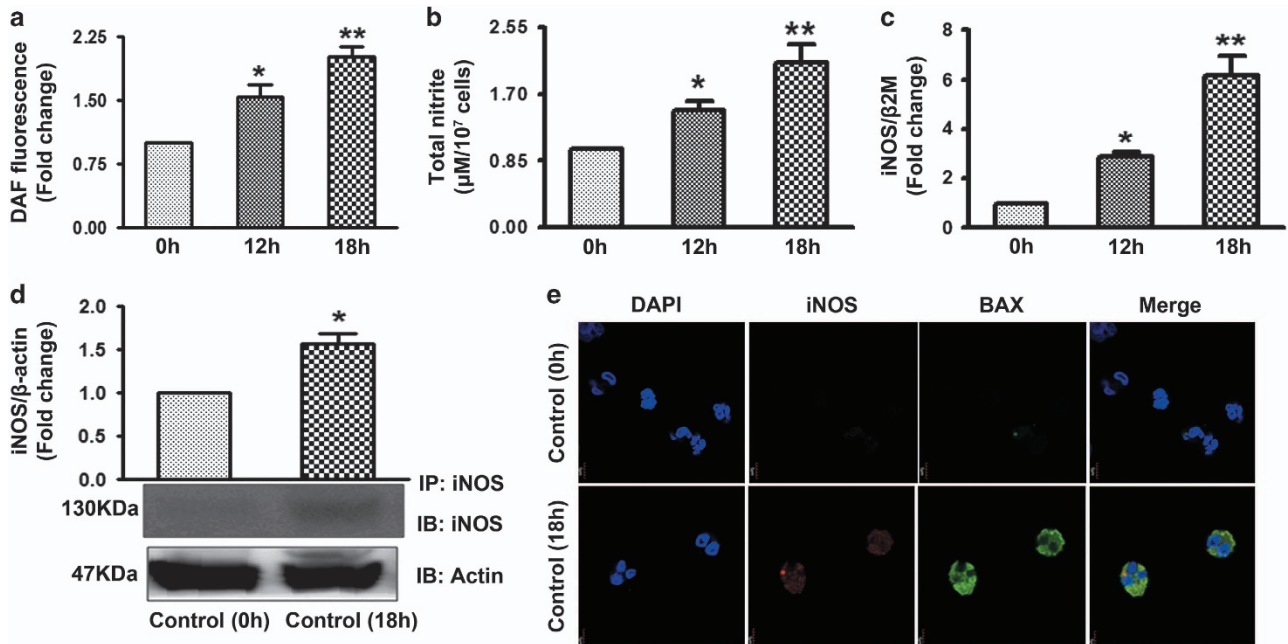 a
DAF fluorescence
(Fold change)
2.25
1.50
0.75
0.00
*
**
0h 12h 18h
b
Total nitrite
(µM/10⁷ cells)
2.55
1.70
0.85
0.00
*
**
0h 12h 18h
c
iNOS/β2M
(Fold change)
8
6
4
2
0
*
**
0h 12h 18h
d
iNOS/β-actin
(Fold change)
2.0
1.5
1.0
0.5
0.0
*
IP: iNOS
130KDa
IB: iNOS
47KDa
IB: Actin
Control (0h) Control (18h)
e
DAPI iNOS BAX Merge
Control (0h)
Control (18h)